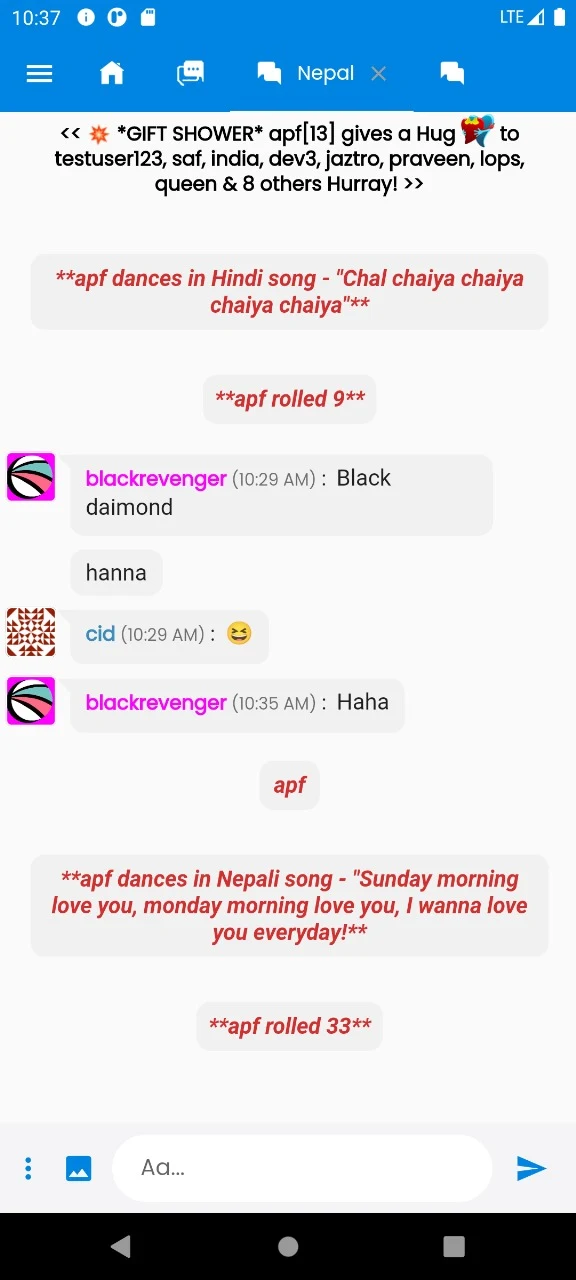 10:37
LTE
Nepal
<< 💥 *GIFT SHOWER* apf[13] gives a Hug 💝 to
testuser123, saf, india, dev3, jaztro, praveen, lops,
queen & 8 others Hurray! >>
**apf dances in Hindi song - "Chal chaiya chaiya
chaiya chaiya"**
**apf rolled 9**
blackrevenger (10:29 AM) : Black
daimond
hanna
cid (10:29 AM) : 😆
blackrevenger (10:35 AM) : Haha
apf
**apf dances in Nepali song - "Sunday morning
love you, monday morning love you, I wanna love
you everyday!**
**apf rolled 33**
Aa...